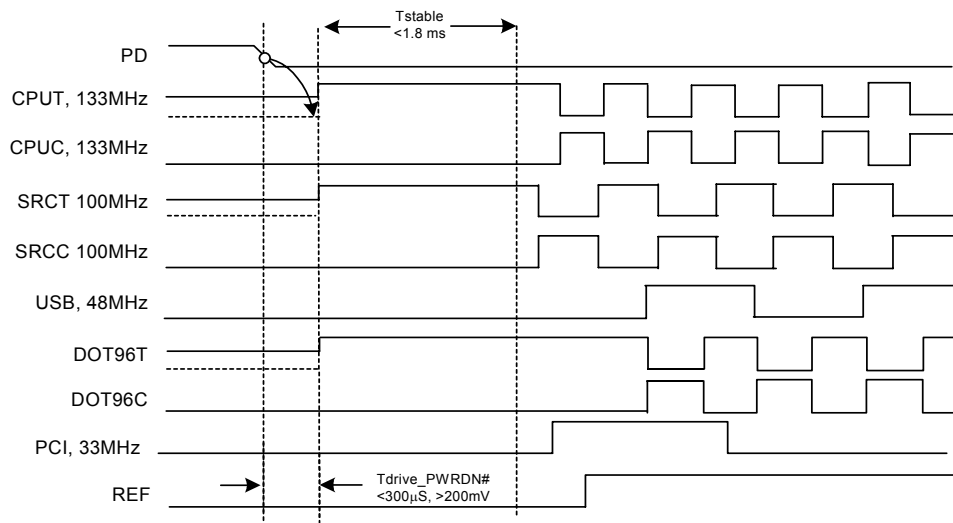 Tstable
<1.8 ms
PD
CPUT, 133MHz
CPUC, 133MHz
SRCT 100MHz
SRCC 100MHz
USB, 48MHz
DOT96T
DOT96C
PCI, 33MHz
Tdrive_PWRDN#
<300μS, >200mV
REF